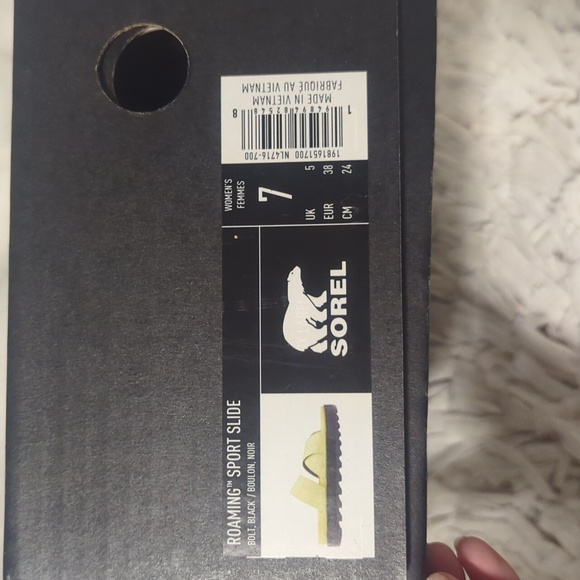 ROAMING™ SPORT SLIDE
BOLT, BLACK / BOULON, NOIR
SOREL
WOMEN'S
FEMMES
7
UK 5
EUR 38
CM 24
1981651700 NL4716-700
MADE IN VIETNAM
FABRIQUÉ AU VIETNAM